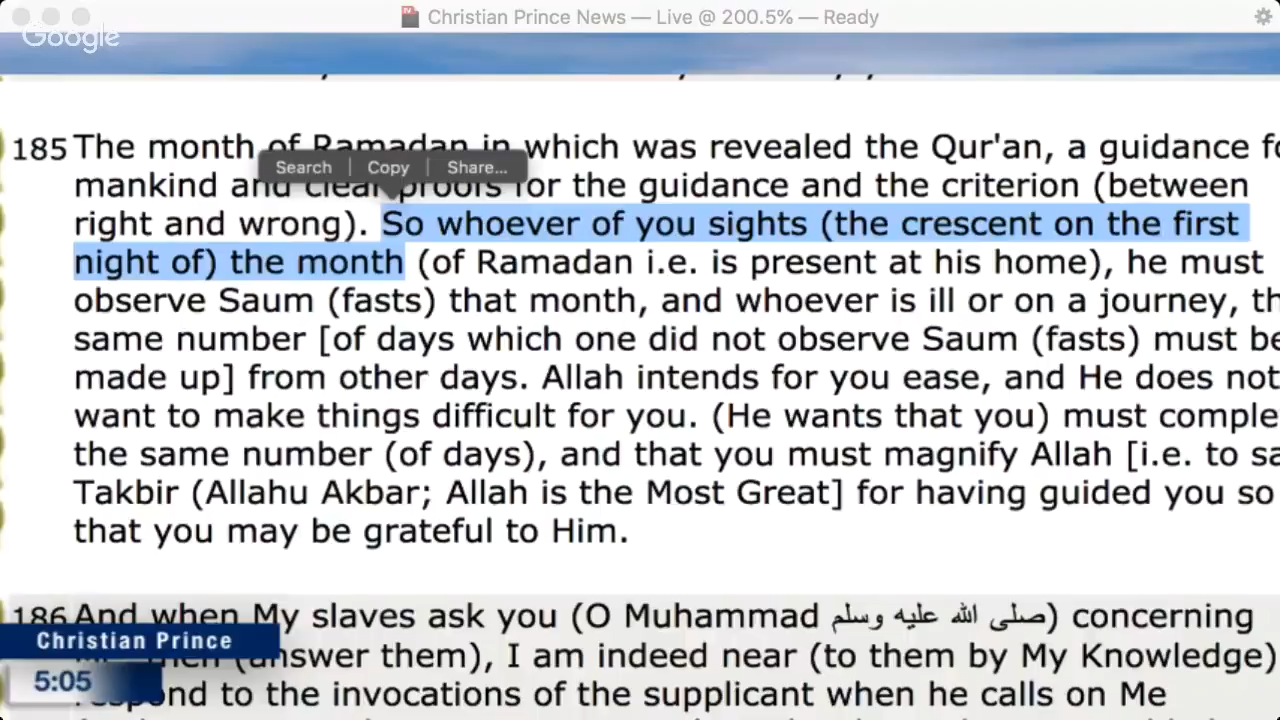 Christian Prince News — Live @ 200.5% — Ready
Google
185 The month of Ramadan in which was revealed the Qur'an, a guidance fo
Search Copy Share...
mankind and clear proofs for the guidance and the criterion (between
right and wrong). So whoever of you sights (the crescent on the first
night of) the month (of Ramadan i.e. is present at his home), he must
observe Saum (fasts) that month, and whoever is ill or on a journey, th
same number [of days which one did not observe Saum (fasts) must be
made up] from other days. Allah intends for you ease, and He does not
want to make things difficult for you. (He wants that you) must comple
the same number (of days), and that you must magnify Allah [i.e. to sa
Takbir (Allahu Akbar; Allah is the Most Great] for having guided you so
that you may be grateful to Him.
186 And when My slaves ask you (O Muhammad صلى الله عليه وسلم) concerning
Christian Prince
(answer them), I am indeed near (to them by My Knowledge)
5:05
respond to the invocations of the supplicant when he calls on Me